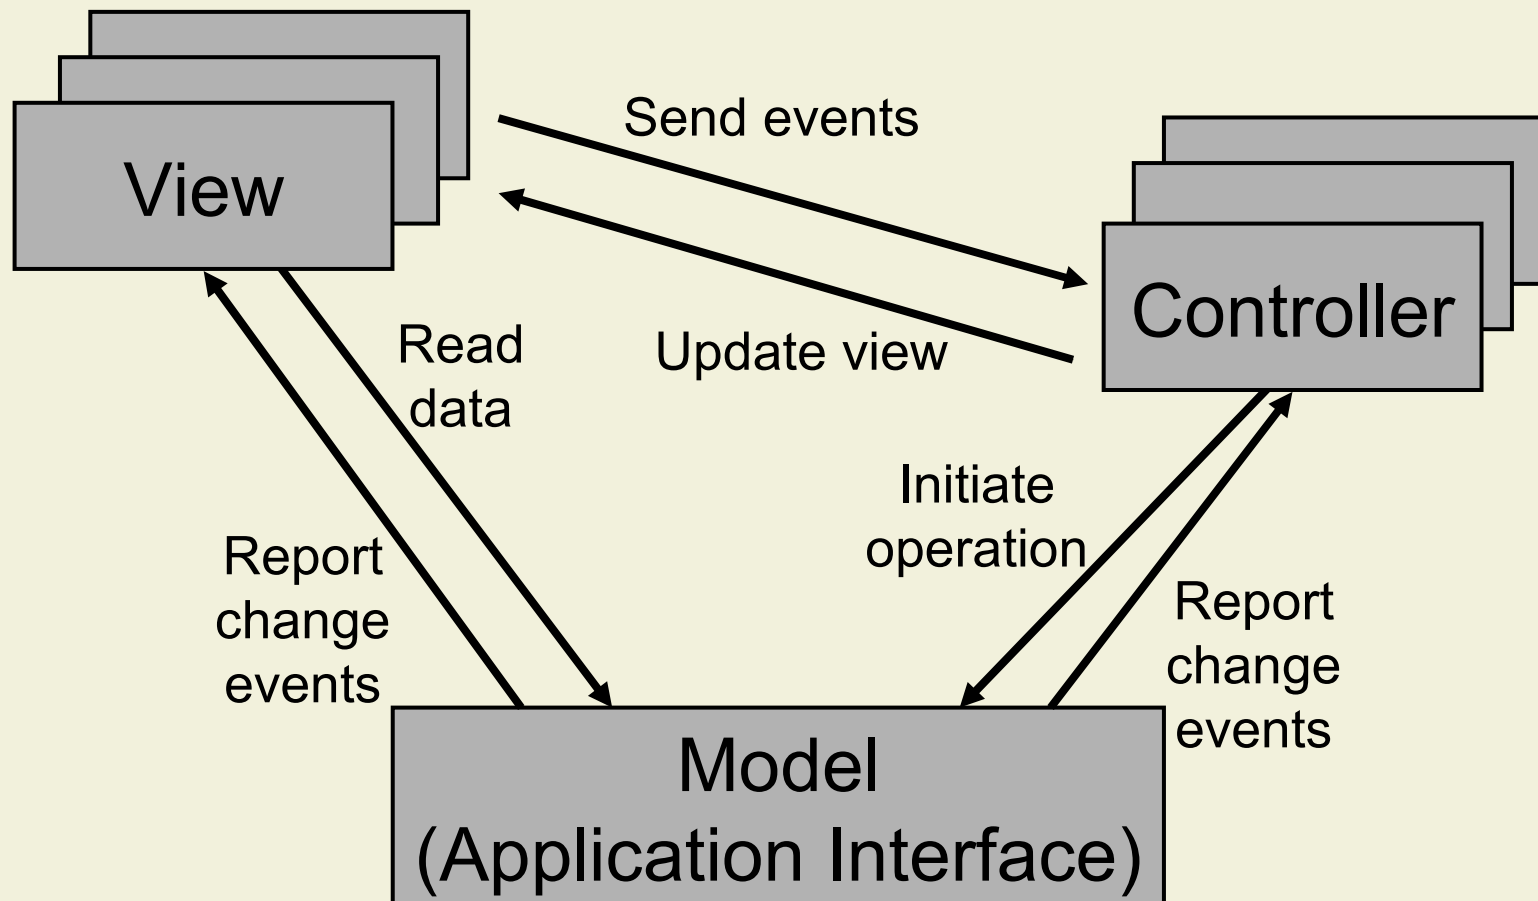 Send events
View
Controller
Read
data
Update view
Initiate
operation
Report
change
events
Report
change
events
Model
(Application Interface)